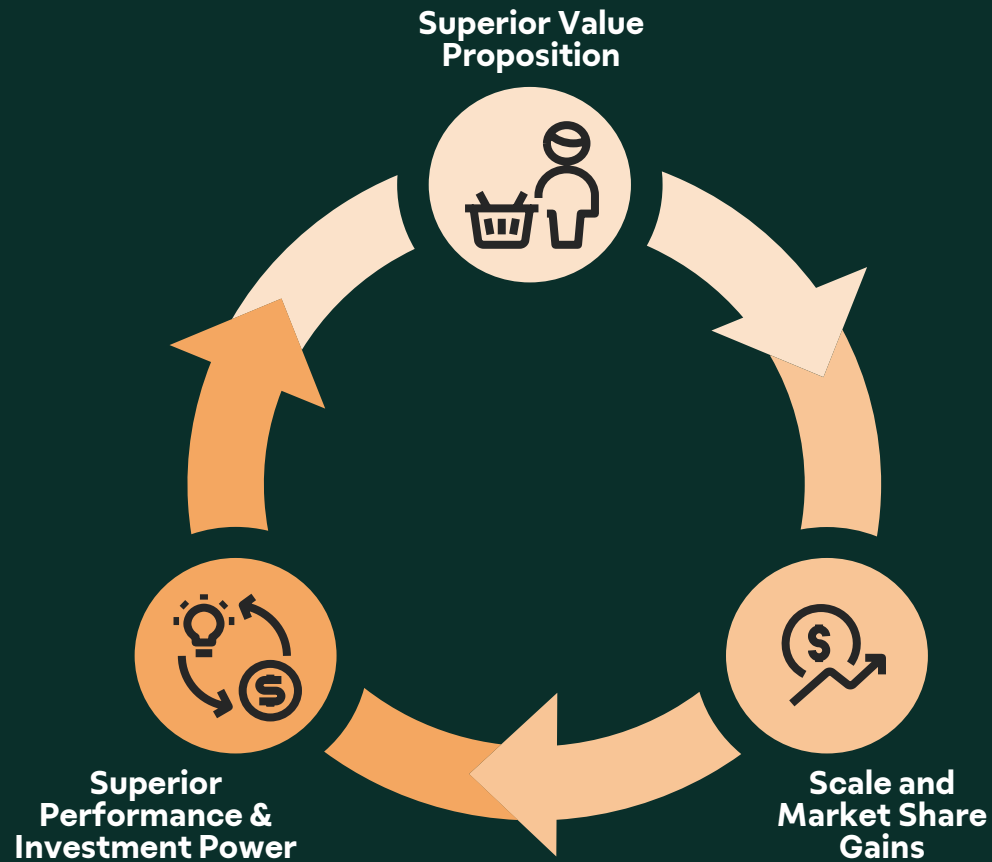 Superior Value
Proposition
$
$
Superior
Performance &
Investment Power
Scale and
Market Share
Gains